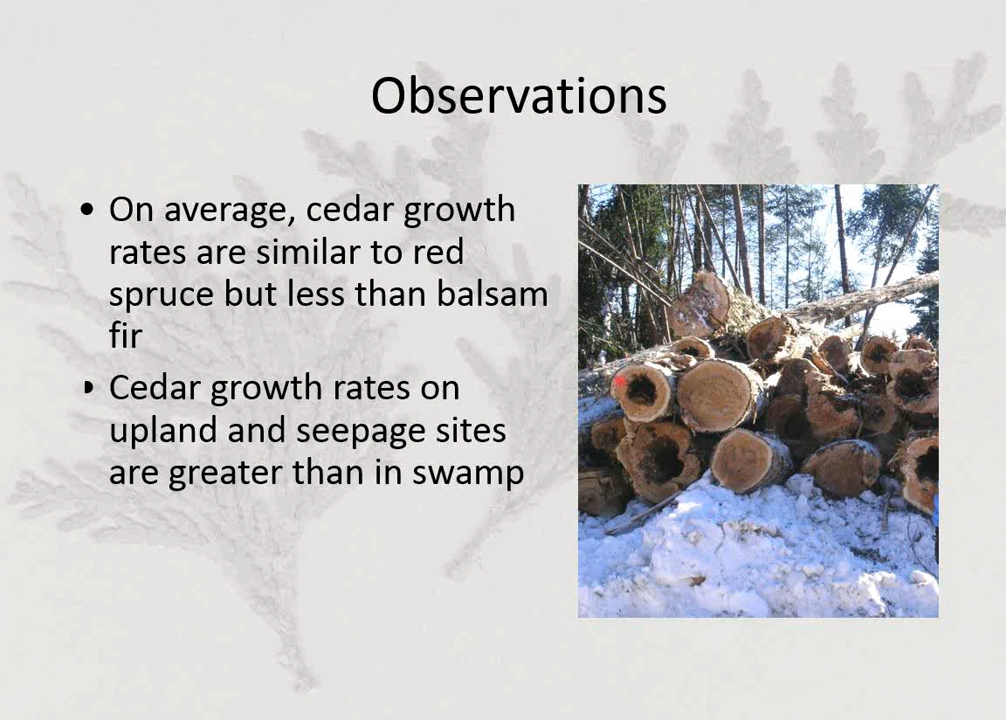 Observations
• On average, cedar growth
rates are similar to red
spruce but less than balsam
fir
• Cedar growth rates on
upland and seepage sites
are greater than in swamp